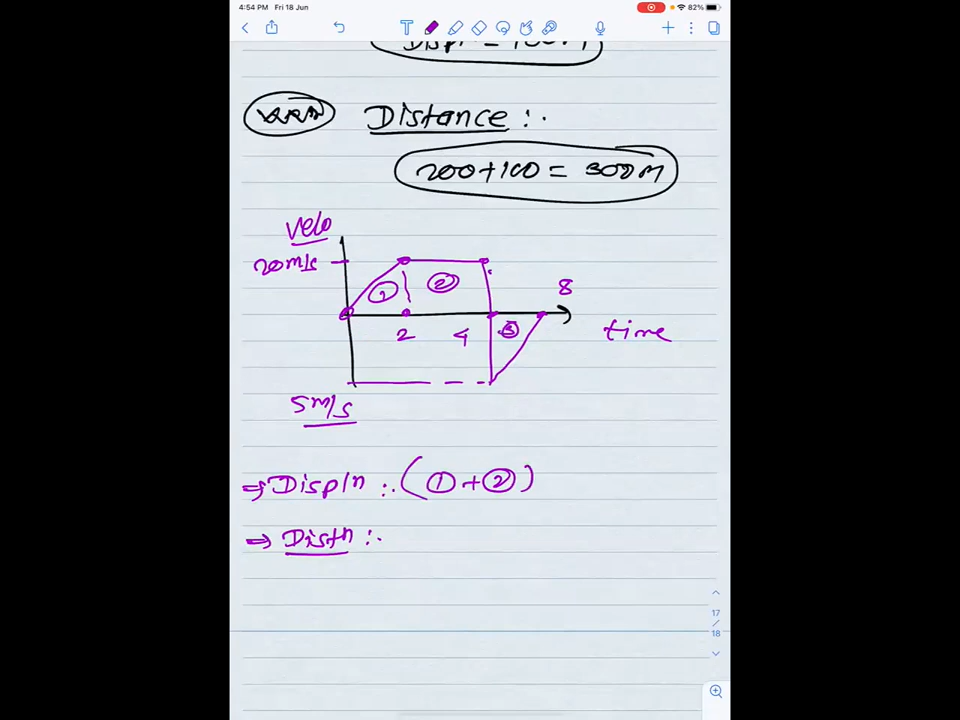 4:54 PM Fri 18 Jun
82%
Distance :.
200+100 = 300M
Velo
20m/s
① ②
8
2 4 ③
time
5m/s
⇒ Displn :. (①+②)
⇒ Distn :.
17
/
18